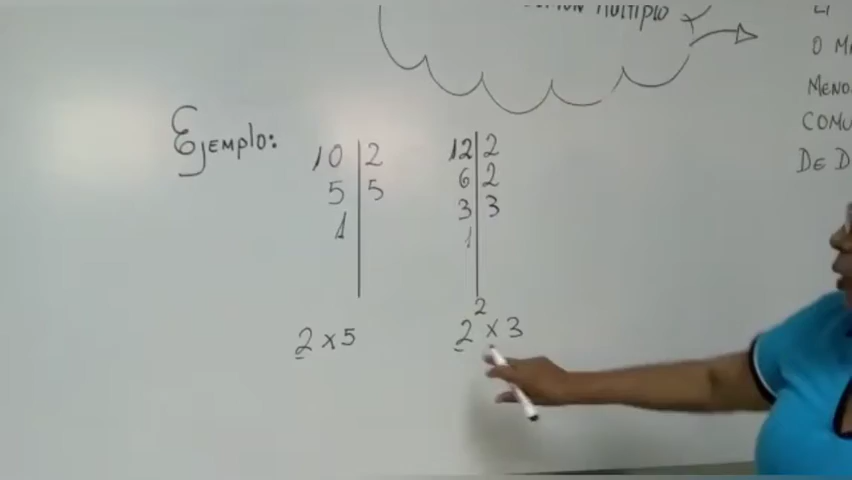 Múltiplo
O
MENO
COMU
DE D
Ejemplo:
10 | 2
5 | 5
1 |
2 x 5
12 | 2
6 | 2
3 | 3
1 |
2² x 3